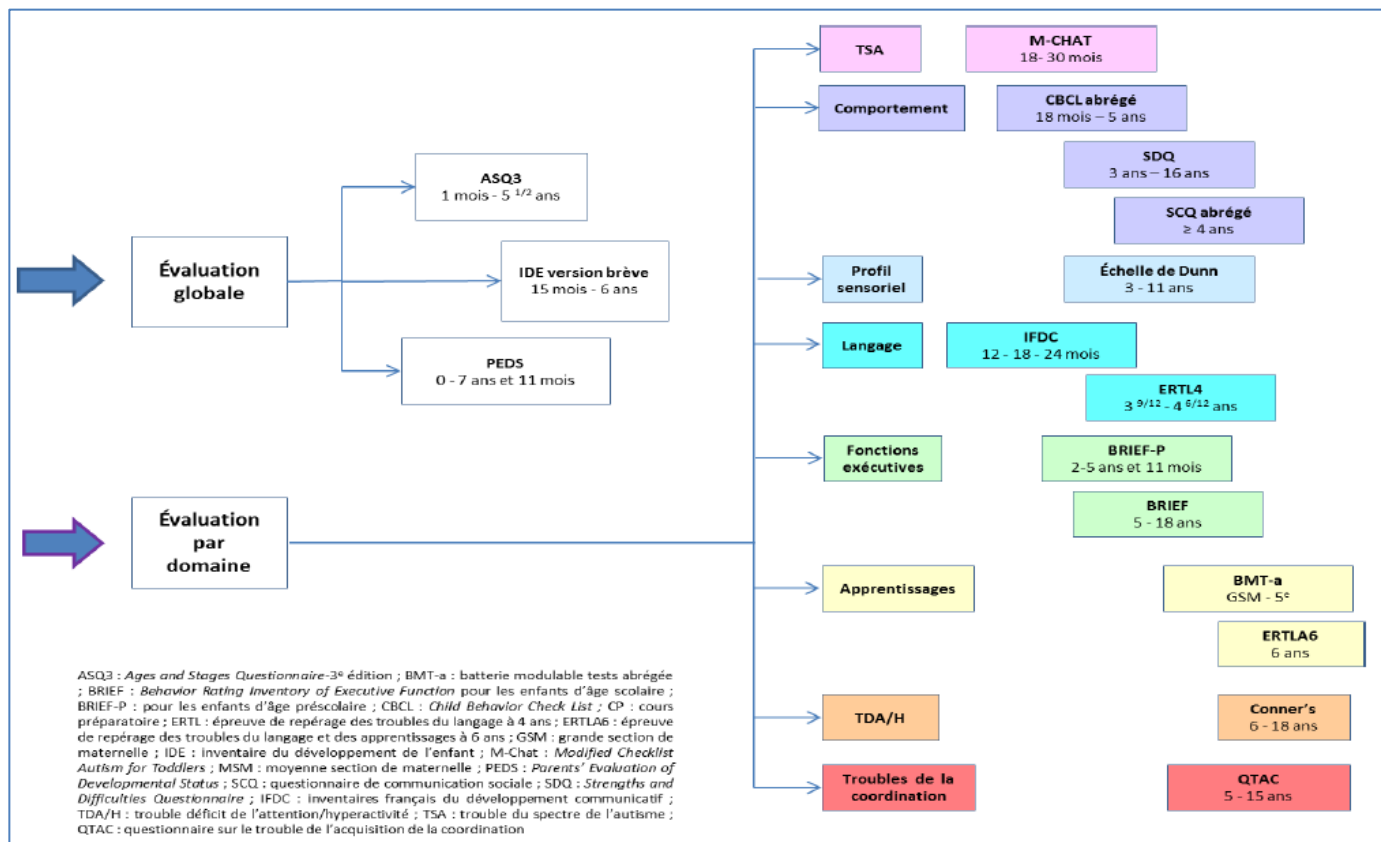 TSA
M-CHAT
18- 30 mois
Comportement
CBCL abrégé
18 mois – 5 ans
SDQ
3 ans – 16 ans
SCQ abrégé
≥ 4 ans
ASQ3
1 mois - 5 1/2 ans
Évaluation
globale
IDE version brève
15 mois - 6 ans
PEDS
0 - 7 ans et 11 mois
Profil
sensoriel
Échelle de Dunn
3 - 11 ans
Langage
IFDC
12 - 18 - 24 mois
ERTL4
3 9/12 - 4 6/12 ans
Fonctions
exécutives
BRIEF-P
2-5 ans et 11 mois
BRIEF
5 - 18 ans
Évaluation
par
domaine
Apprentissages
BMT-a
GSM - 5e
ERTLA6
6 ans
TDA/H
Conner’s
6 - 18 ans
Troubles de la
coordination
QTAC
5 - 15 ans
ASQ3 : Ages and Stages Questionnaire-3e édition ; BMT-a : batterie modulable tests abrégée
; BRIEF : Behavior Rating Inventory of Executive Function pour les enfants d’âge scolaire ;
BRIEF-P : pour les enfants d’âge préscolaire ; CBCL : Child Behavior Check List ; CP : cours
préparatoire ; ERTL : épreuve de repérage des troubles du langage à 4 ans ; ERTLA6 : épreuve
de repérage des troubles du langage et des apprentissages à 6 ans ; GSM : grande section de
maternelle ; IDE : inventaire du développement de l’enfant ; M-Chat : Modified Checklist
Autism for Toddlers ; MSM : moyenne section de maternelle ; PEDS : Parents’ Evaluation of
Developmental Status ; SCQ : questionnaire de communication sociale ; SDQ : Strengths and
Difficulties Questionnaire ; IFDC : inventaires français du développement communicatif ;
TDA/H : trouble déficit de l’attention/hyperactivité ; TSA : trouble du spectre de l’autisme ;
QTAC : questionnaire sur le trouble de l’acquisition de la coordination